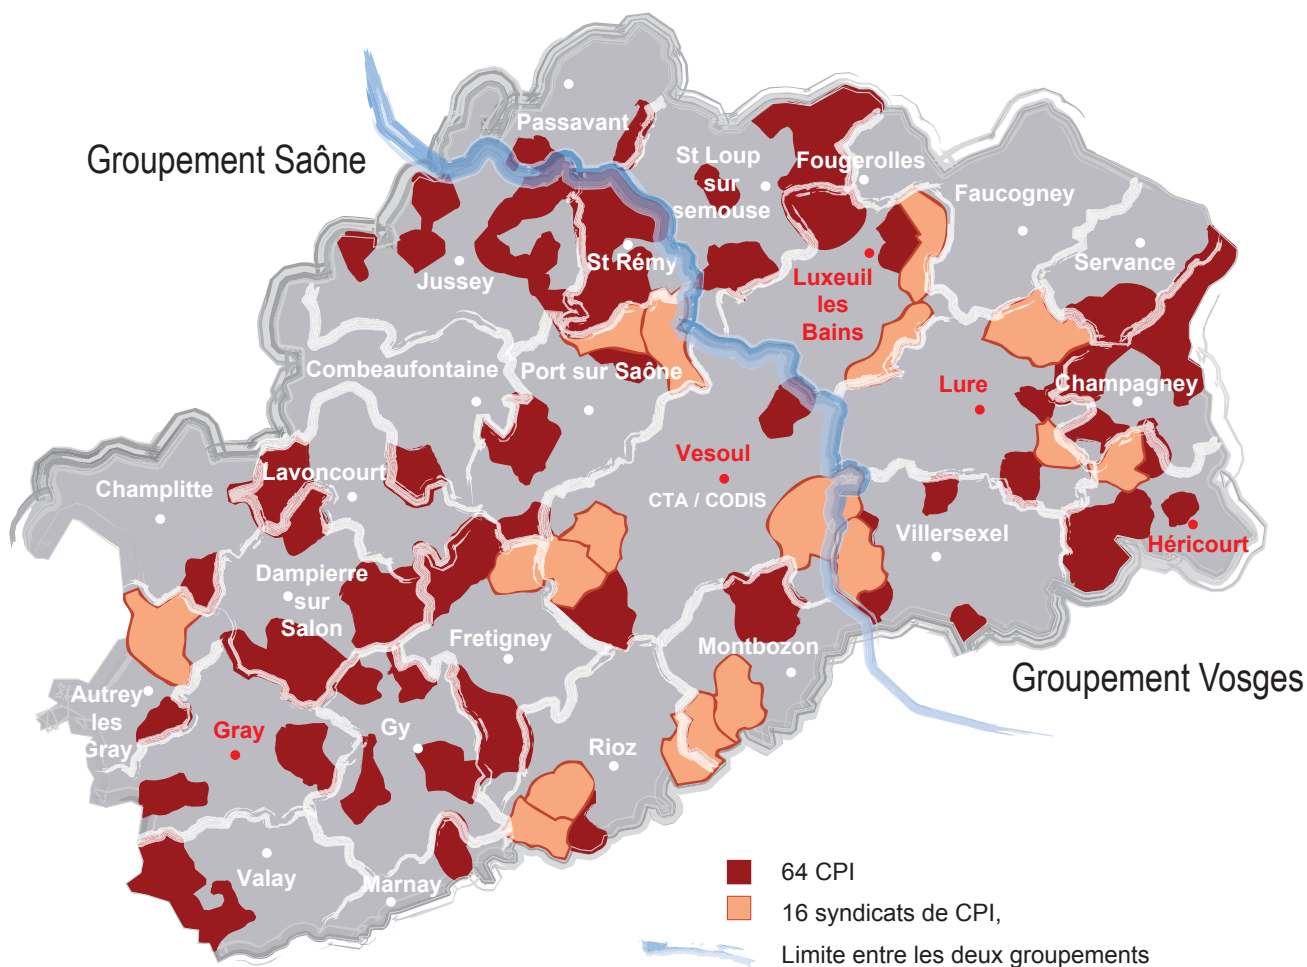 Passavant
Groupement Saône
St Loup
sur
semouse
Fougerolles
Faucogney
Servance
St Rémy
Jussey
Luxeuil
les
Bains
Combeaufontaine
Port sur Saône
Lure
Champagney
Vesoul
CTA / CODIS
Lavoncourt
Champlitte
Villersexel
Héricourt
Dampierre
sur
Salon
Fretigney
Montbozon
Groupement Vosges
Autrey
les
Gray
Gray
Gy
Rioz
Valay
Marnay
64 CPI
16 syndicats de CPI,
Limite entre les deux groupements